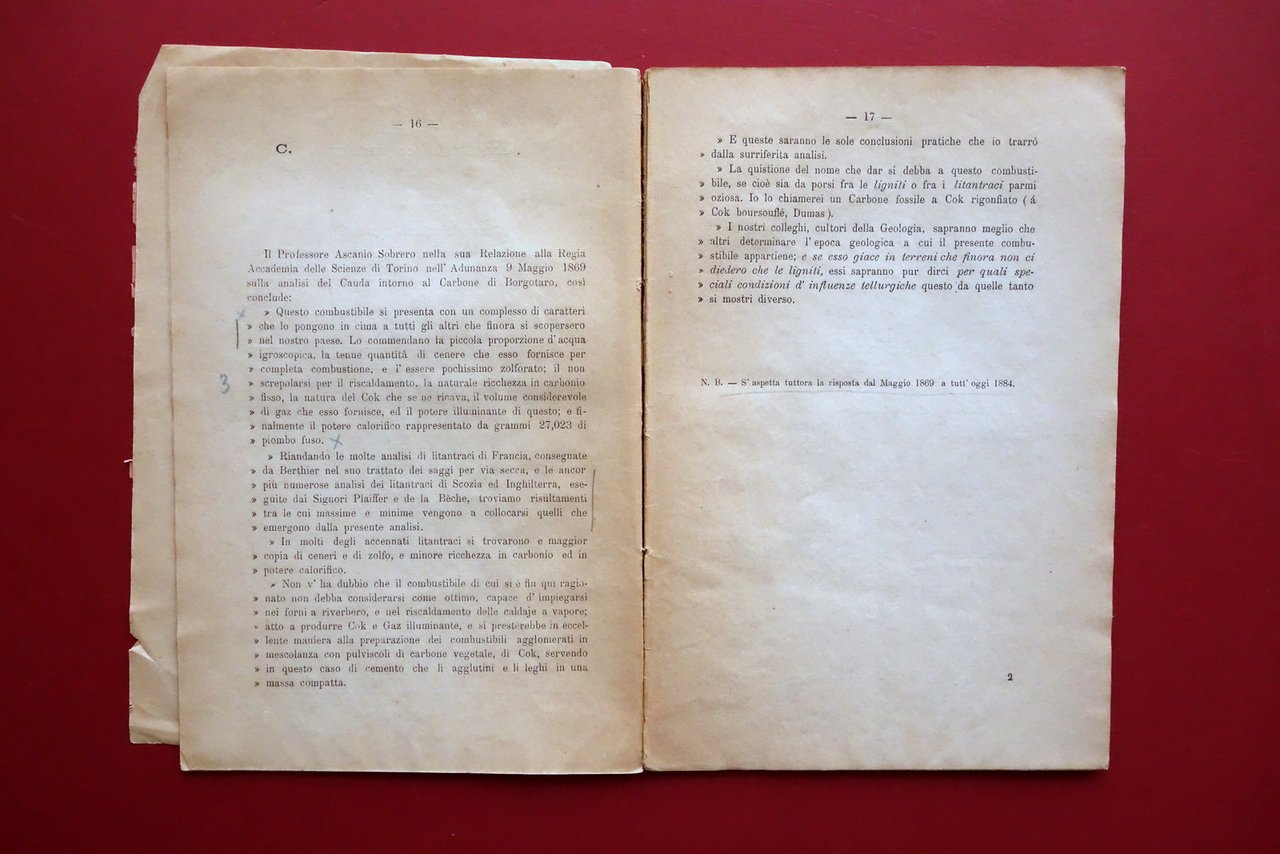 — 16 —
C.
Il Professore Ascanio Sobrero nella sua Relazione alla Regia
Accademia delle Scienze di Torino nell' Adunanza 9 Maggio 1869
sulla analisi del Cauda intorno al Carbone di Borgotaro, così
conclude:
» Questo combustibile si presenta con un complesso di caratteri
» che lo pongono in cima a tutti gli altri che finora si scopersero
» nel nostro paese. Lo commendano la piccola proporzione d' acqua
» igroscopica, la tenue quantità di cenere che esso fornisce per
» completa combustione, e l' essere pochissimo zolforato; il non
3
» screpolarsi per il riscaldamento, la naturale ricchezza in carbonio
» fisso, la natura del Cok che se ne ricava, il volume considerevole
» di gaz che esso fornisce, ed il potere illuminante di questo; e fi-
» nalmente il potere calorifico rappresentato da grammi 27,023 di
» piombo fuso. x
» Riandando le molte analisi di litantraci di Francia, consegnate
» da Berthier nel suo trattato dei saggi per via secca, e le ancor
» più numerose analisi dei litantraci di Scozia ed Inghilterra, ese-
» guite dai Signori Plaiffer e de la Bèche, troviamo risultamenti
» tra le cui massime e minime vengono a collocarsi quelli che
» emergono dalla presente analisi.
» In molti degli accennati litantraci si trovarono e maggior
» copia di ceneri e di zolfo, e minore ricchezza in carbonio ed in
» potere calorifico.
» Non v' ha dubbio che il combustibile di cui si è fin qui ragio-
» nato non debba considerarsi come ottimo, capace d' impiegarsi
» nei forni a riverbero, e nel riscaldamento delle caldaje a vapore;
» atto a produrre Cok e Gaz illuminante, e si presterebbe in eccel-
» lente maniera alla preparazione dei combustibili agglomerati in
» mescolanza con pulviscoli di carbone vegetale, di Cok, servendo
» in questo caso di cemento che li agglutini e li leghi in una
» massa compatta.
— 17 —
» E queste saranno le sole conclusioni pratiche che io trarrò
» dalla surriferita analisi.
» La quistione del nome che dar si debba a questo combusti-
» bile, se cioè sia da porsi fra le ligniti o fra i litantraci parmi
» oziosa. Io lo chiamerei un Carbone fossile a Cok rigonfiato (á
» Cok boursouflé, Dumas).
» I nostri colleghi, cultori della Geologia, sapranno meglio che
» altri determinare l' epoca geologica a cui il presente combu-
» stibile appartiene; e se esso giace in terreni che finora non ci
» diedero che le ligniti, essi sapranno pur dirci per quali spe-
» ciali condizioni d' influenze tellurgiche questo da quelle tanto
» si mostri diverso.
N. B. — S' aspetta tuttora la risposta dal Maggio 1869 a tutt' oggi 1884.
2